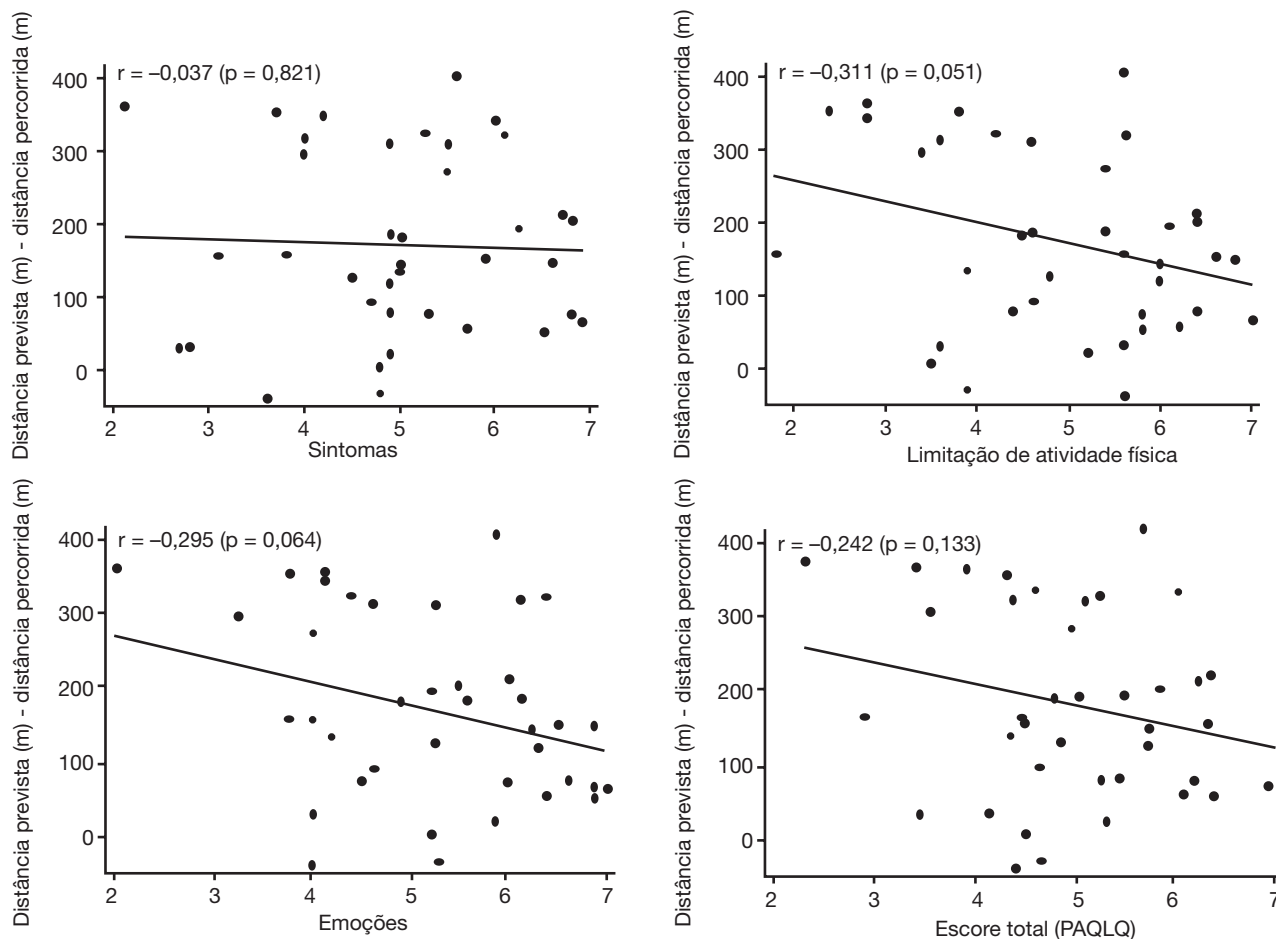 Distância prevista (m) - distância percorrida (m)
r = –0,037 (p = 0,821)
400
300
200
100
0
2 3 4 5 6 7
Sintomas
Distância prevista (m) - distância percorrida (m)
r = –0,311 (p = 0,051)
400
300
200
100
0
2 3 4 5 6 7
Limitação de atividade física
Distância prevista (m) - distância percorrida (m)
r = –0,295 (p = 0,064)
400
300
200
100
0
2 3 4 5 6 7
Emoções
Distância prevista (m) - distância percorrida (m)
r = –0,242 (p = 0,133)
400
300
200
100
0
2 3 4 5 6 7
Escore total (PAQLQ)